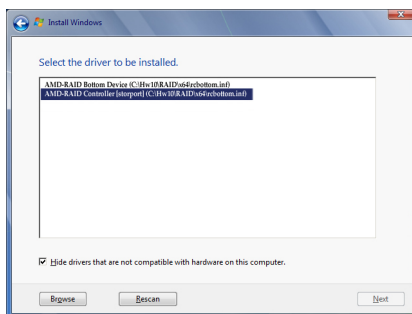 Install Windows
Select the driver to be installed.
AMD-RAID Bottom Device (C:\Hw10\RAID\x64\rcbottom.inf)
AMD-RAID Controller [storport] (C:\Hw10\RAID\x64\rcbottom.inf)
Hide drivers that are not compatible with hardware on this computer.
Browse
Rescan
Next